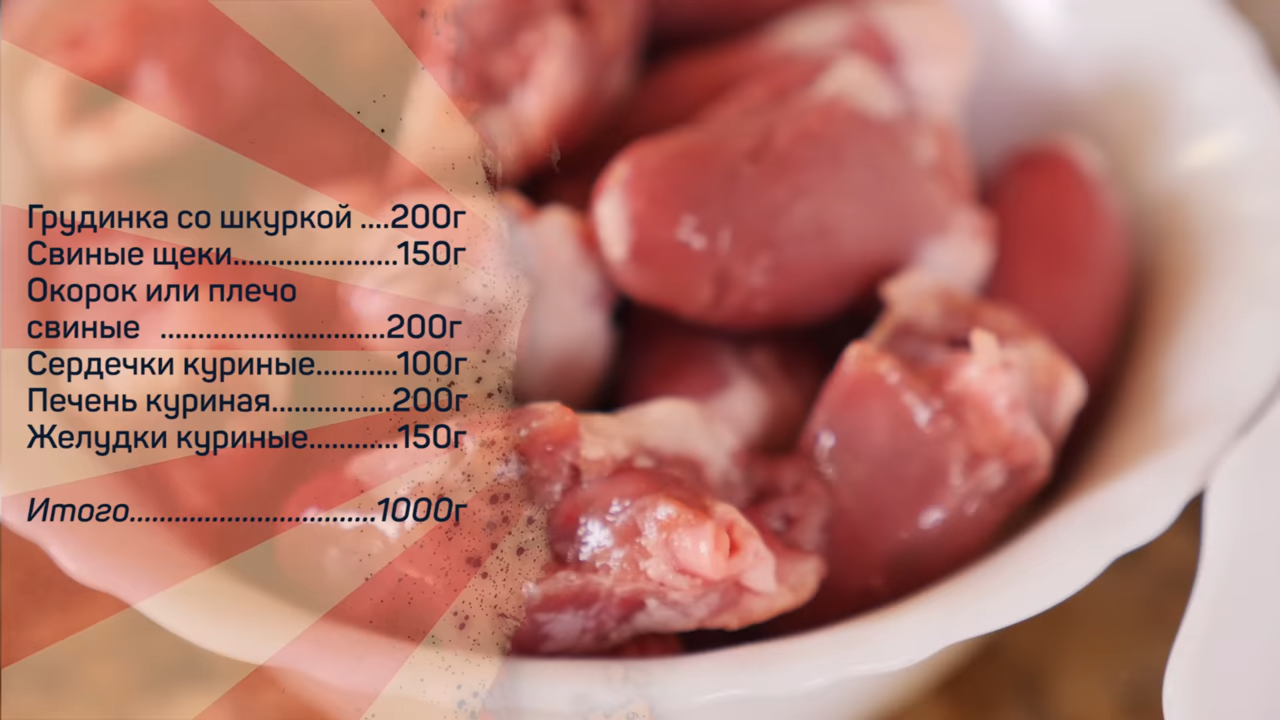 Грудинка со шкуркой ....200г
Свиные щеки......................150г
Окорок или плечо
свиные ..............................200г
Сердечки куриные...........100г
Печень куриная................200г
Желудки куриные............150г
Итого.................................1000г